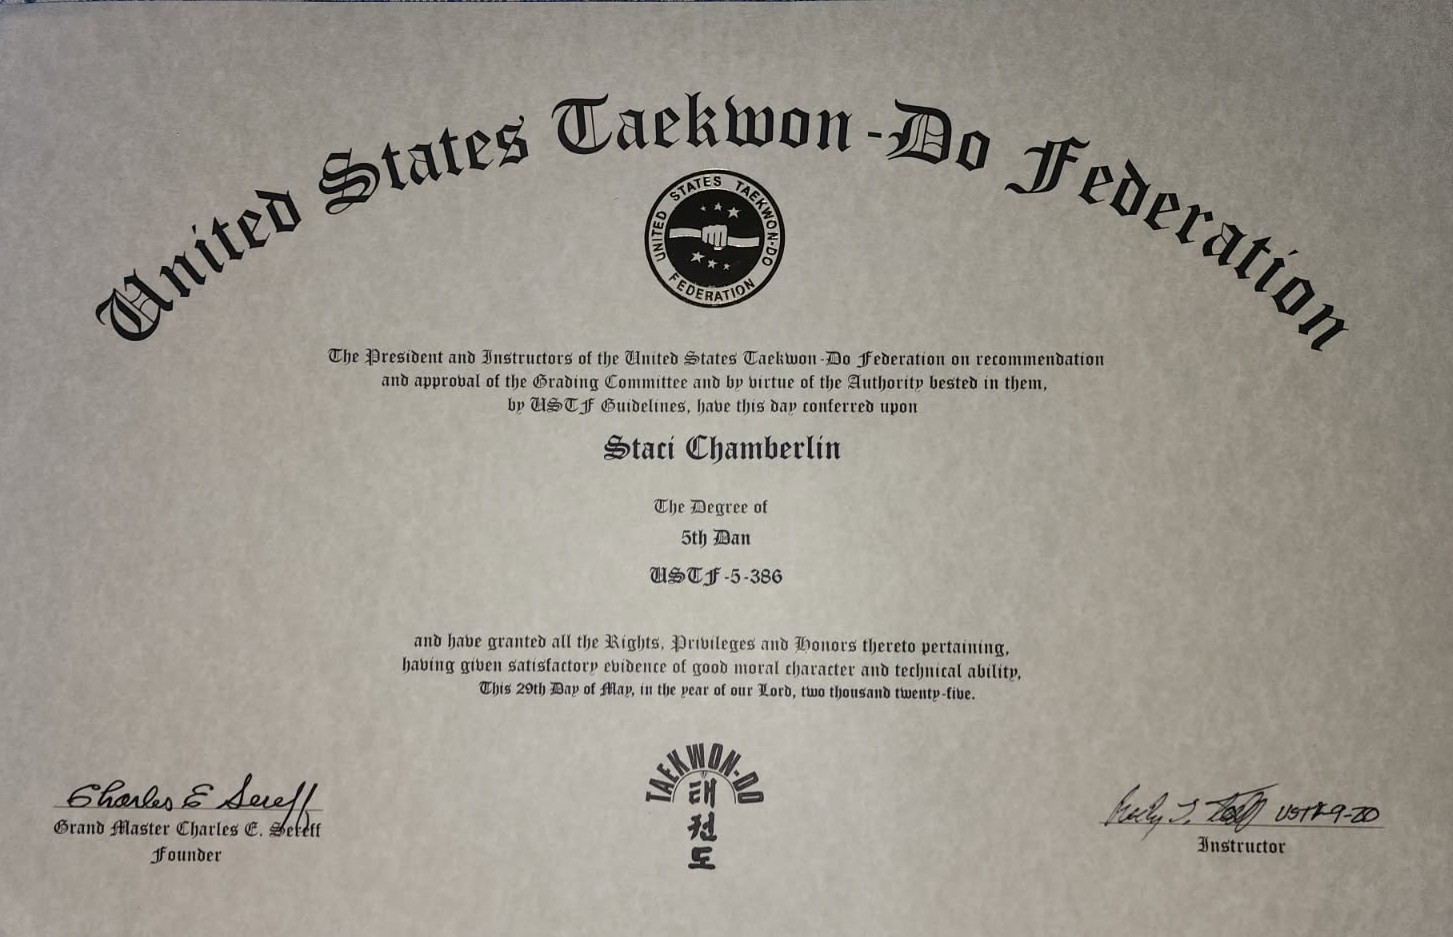 United States Taekwon-Do Federation
UNITED STATES TAEKWON-DO
FEDERATION
The President and Instructors of the United States Taekwon-Do Federation on recommendation
and approval of the Grading Committee and by virtue of the Authority bested in them,
by USTF Guidelines, have this day conferred upon
Staci Chamberlin
The Degree of
5th Dan
USTF-5-386
and have granted all the Rights, Privileges and Honors thereto pertaining,
having given satisfactory evidence of good moral character and technical ability,
This 29th Day of May, in the year of our Lord, two thousand twenty-five.
TAEKWON-DO
태
권
도
Charles E Sereff
Grand Master Charles E. Sereff
Founder
USTF-9-20
Instructor